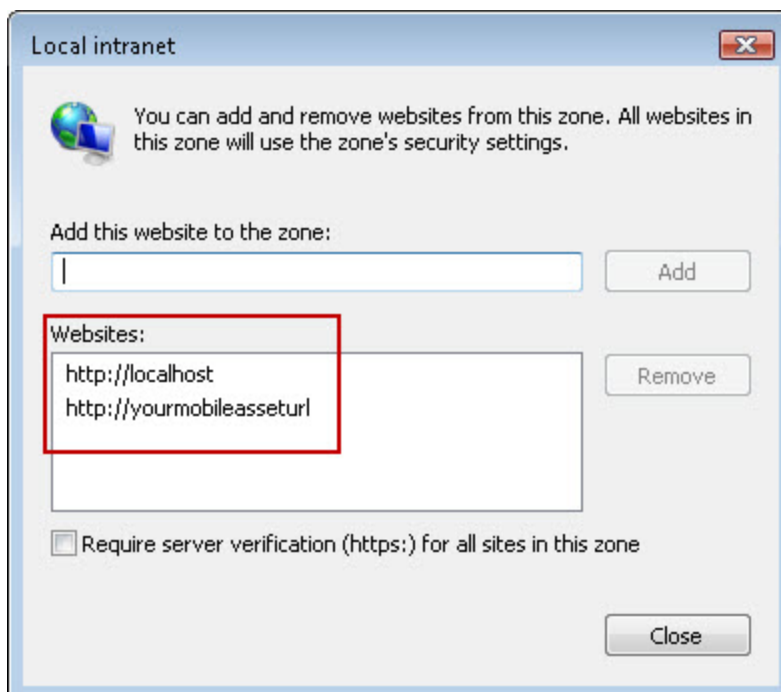 Local intranet
You can add and remove websites from this zone. All websites in
this zone will use the zone's security settings.
Add this website to the zone:
Add
Websites:
http://localhost
Remove
http://yourmobileasseturl
Require server verification (https:) for all sites in this zone
Close